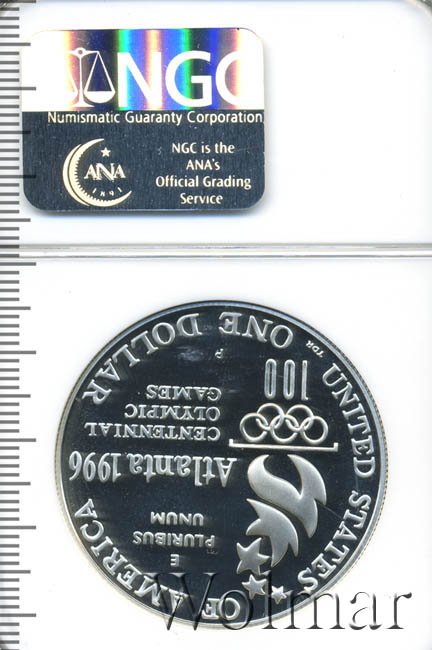 NGC
Numismatic Guaranty Corporation
ANA
1891
NGC is the
ANA's
Official Grading
Service
UNITED STATES OF AMERICA
ONE DOLLAR
TDR
P
E
PLURIBUS
UNUM
Atlanta 1996
CENTENNIAL
OLYMPIC
GAMES
100
Wolmar